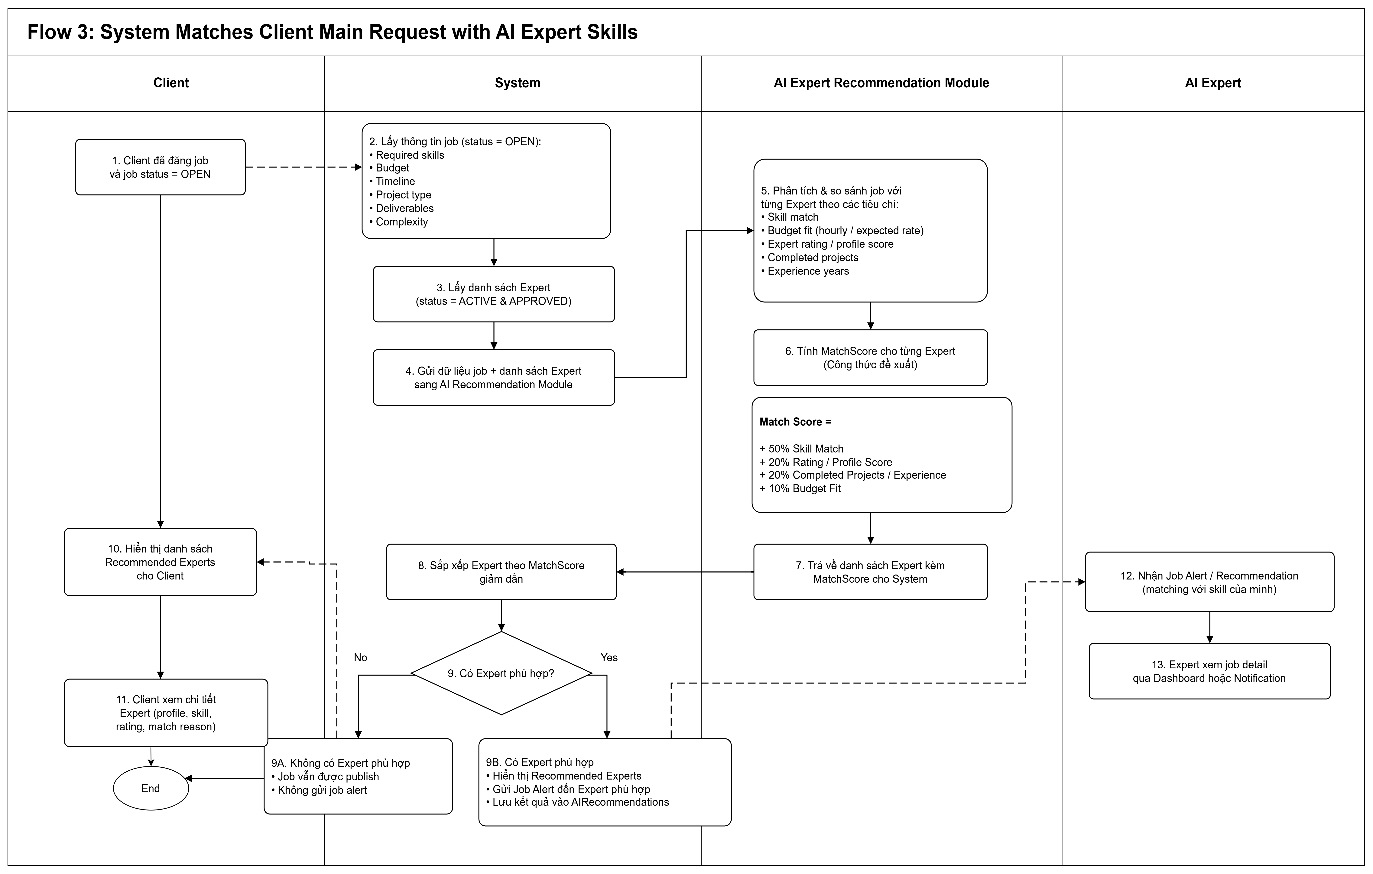 Flow 3: System Matches Client Main Request with AI Expert Skills
Client
System
AI Expert Recommendation Module
AI Expert
1. Client đã đăng job
và job status = OPEN
2. Lấy thông tin job (status = OPEN):
• Required skills
• Budget
• Timeline
• Project type
• Deliverables
• Complexity
3. Lấy danh sách Expert
(status = ACTIVE & APPROVED)
4. Gửi dữ liệu job + danh sách Expert
sang AI Recommendation Module
5. Phân tích & so sánh job với
từng Expert theo các tiêu chí:
• Skill match
• Budget fit (hourly / expected rate)
• Expert rating / profile score
• Completed projects
• Experience years
6. Tính MatchScore cho từng Expert
(Công thức đề xuất)
Match Score =
+ 50% Skill Match
+ 20% Rating / Profile Score
+ 20% Completed Projects / Experience
+ 10% Budget Fit
7. Trả về danh sách Expert kèm
MatchScore cho System
8. Sắp xếp Expert theo MatchScore
giảm dần
9. Có Expert phù hợp?
No
Yes
9A. Không có Expert phù hợp
• Job vẫn được publish
• Không gửi job alert
9B. Có Expert phù hợp
• Hiển thị Recommended Experts
• Gửi Job Alert đến Expert phù hợp
• Lưu kết quả vào AIRecommendations
10. Hiển thị danh sách
Recommended Experts
cho Client
11. Client xem chi tiết
Expert (profile, skill,
rating, match reason)
End
12. Nhận Job Alert / Recommendation
(matching với skill của mình)
13. Expert xem job detail
qua Dashboard hoặc Notification